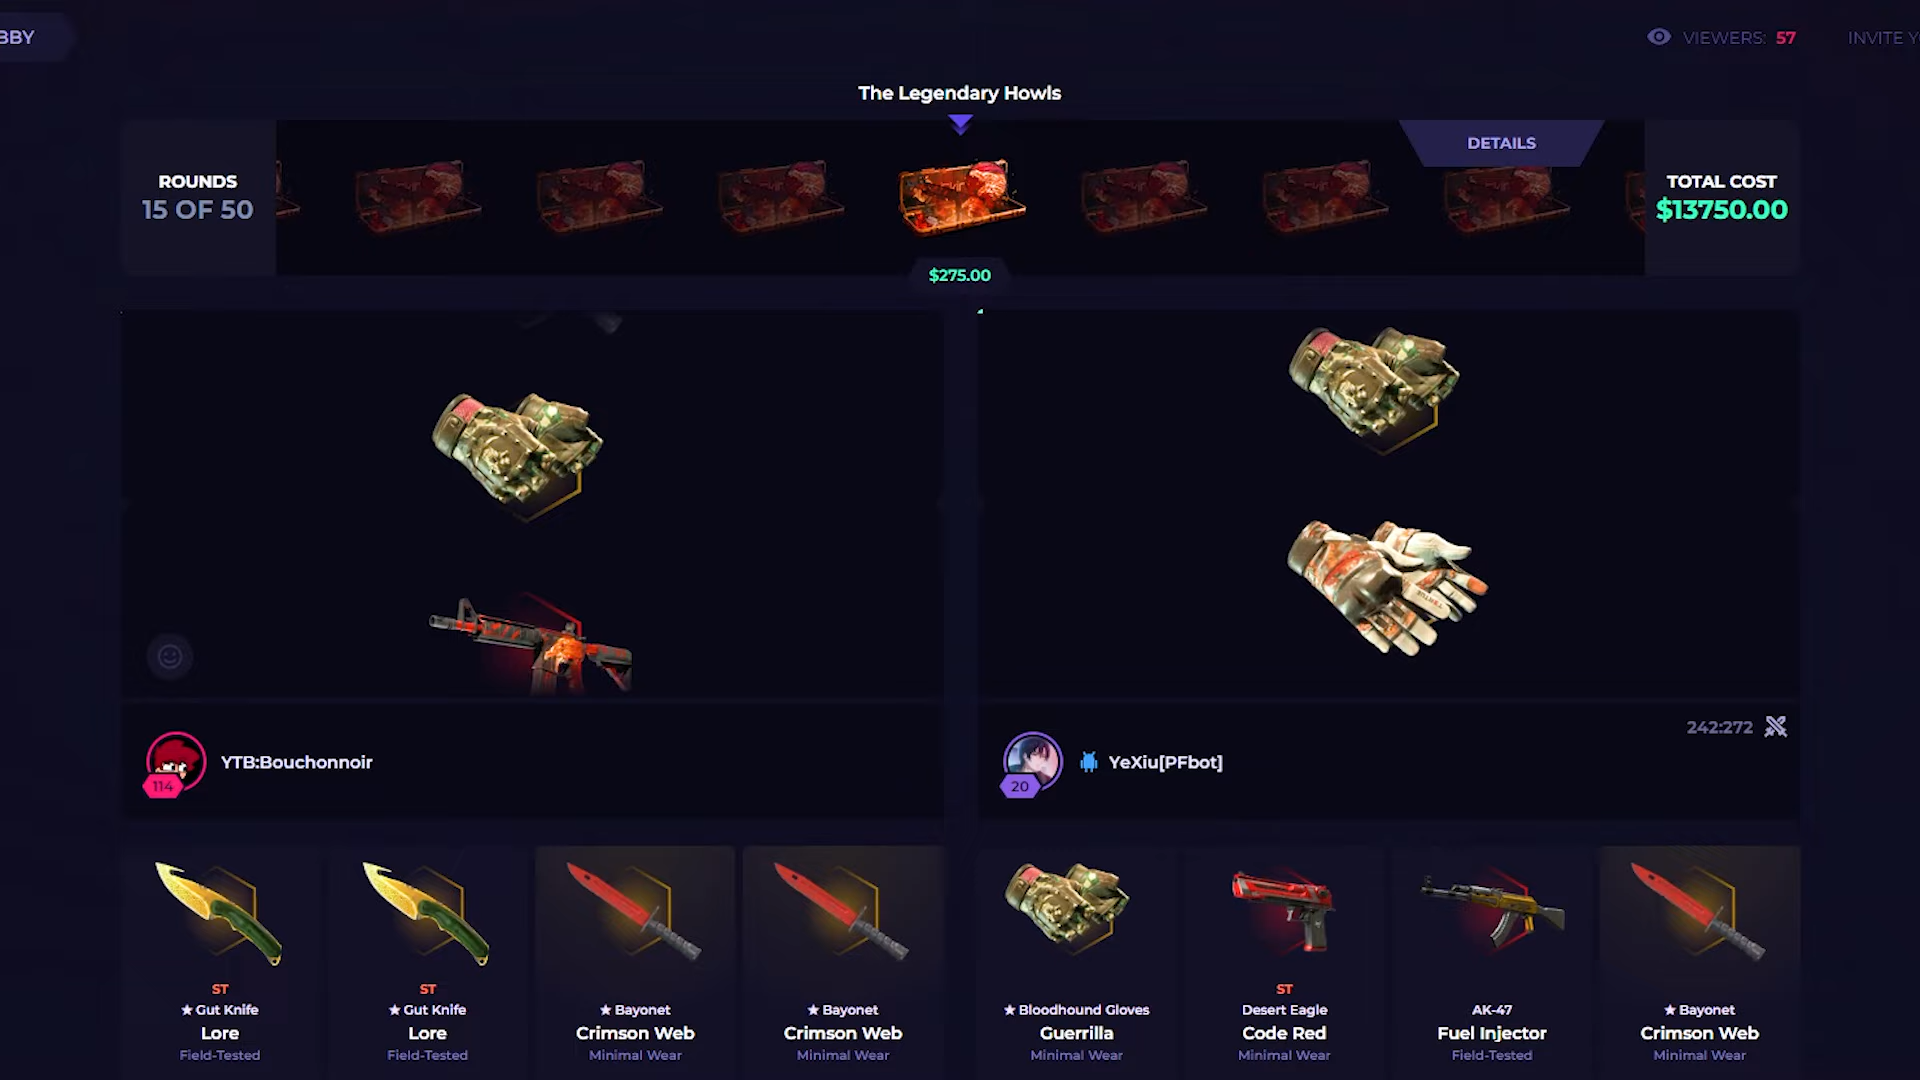 BBY
VIEWERS: 57
INVITE Y
The Legendary Howls
ROUNDS
15 OF 50
DETAILS
TOTAL COST
$13750.00
$275.00
114
YTB:Bouchonnoir
20
YeXiu[PFbot]
242:272
ST
★ Gut Knife
Lore
Field-Tested
ST
★ Gut Knife
Lore
Field-Tested
★ Bayonet
Crimson Web
Minimal Wear
★ Bayonet
Crimson Web
Minimal Wear
★ Bloodhound Gloves
Guerrilla
Minimal Wear
ST
Desert Eagle
Code Red
Minimal Wear
AK-47
Fuel Injector
Field-Tested
★ Bayonet
Crimson Web
Minimal Wear